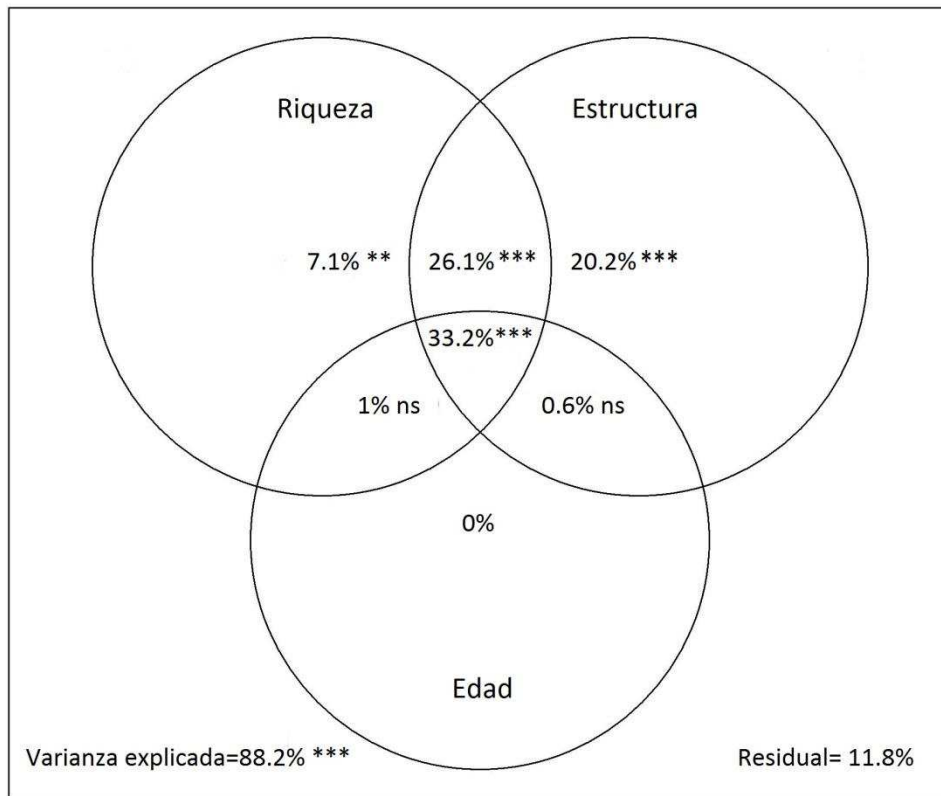 Riqueza Estructura
7.1% ** 26.1% *** 20.2% ***
33.2%***
1% ns 0.6% ns
0%
Edad
Varianza explicada=88.2% *** Residual= 11.8%